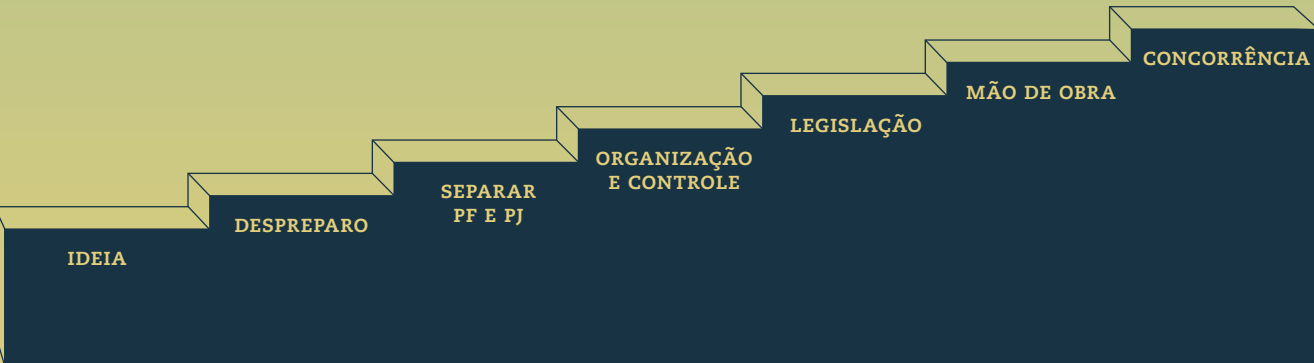 IDEIA
DESPREPARO
SEPARAR
PF E PJ
ORGANIZAÇÃO
E CONTROLE
LEGISLAÇÃO
MÃO DE OBRA
CONCORRÊNCIA